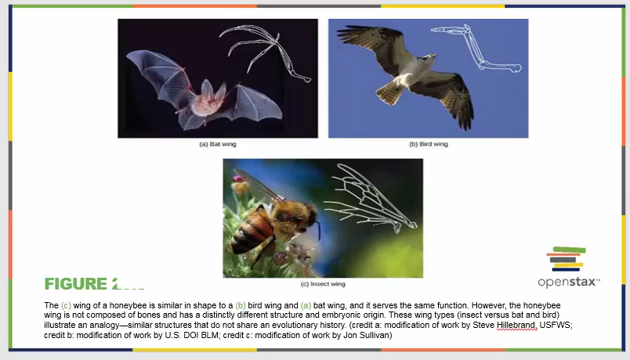 (a) Bat wing
(b) Bird wing
(c) Insect wing
FIGURE
openstax™
The (c) wing of a honeybee is similar in shape to a (b) bird wing and (a) bat wing, and it serves the same function. However, the honeybee
wing is not composed of bones and has a distinctly different structure and embryonic origin. These wing types (insect versus bat and bird)
illustrate an analogy—similar structures that do not share an evolutionary history. (credit a: modification of work by Steve Hillebrand, USFWS;
credit b: modification of work by U.S. DOI BLM; credit c: modification of work by Jon Sullivan)